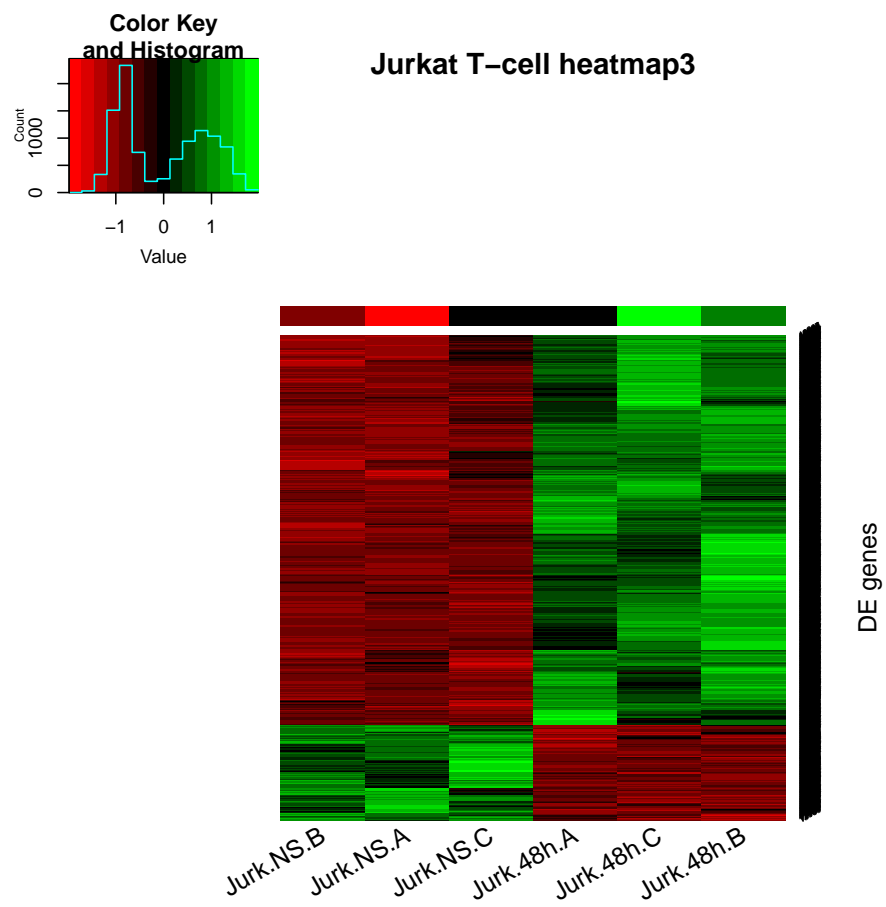 Color Key
and Histogram
Jurkat T−cell heatmap3
Count
0
1000
−1
0
1
Value
DE genes
Jurk.NS.B
Jurk.NS.A
Jurk.NS.C
Jurk.48h.A
Jurk.48h.C
Jurk.48h.B